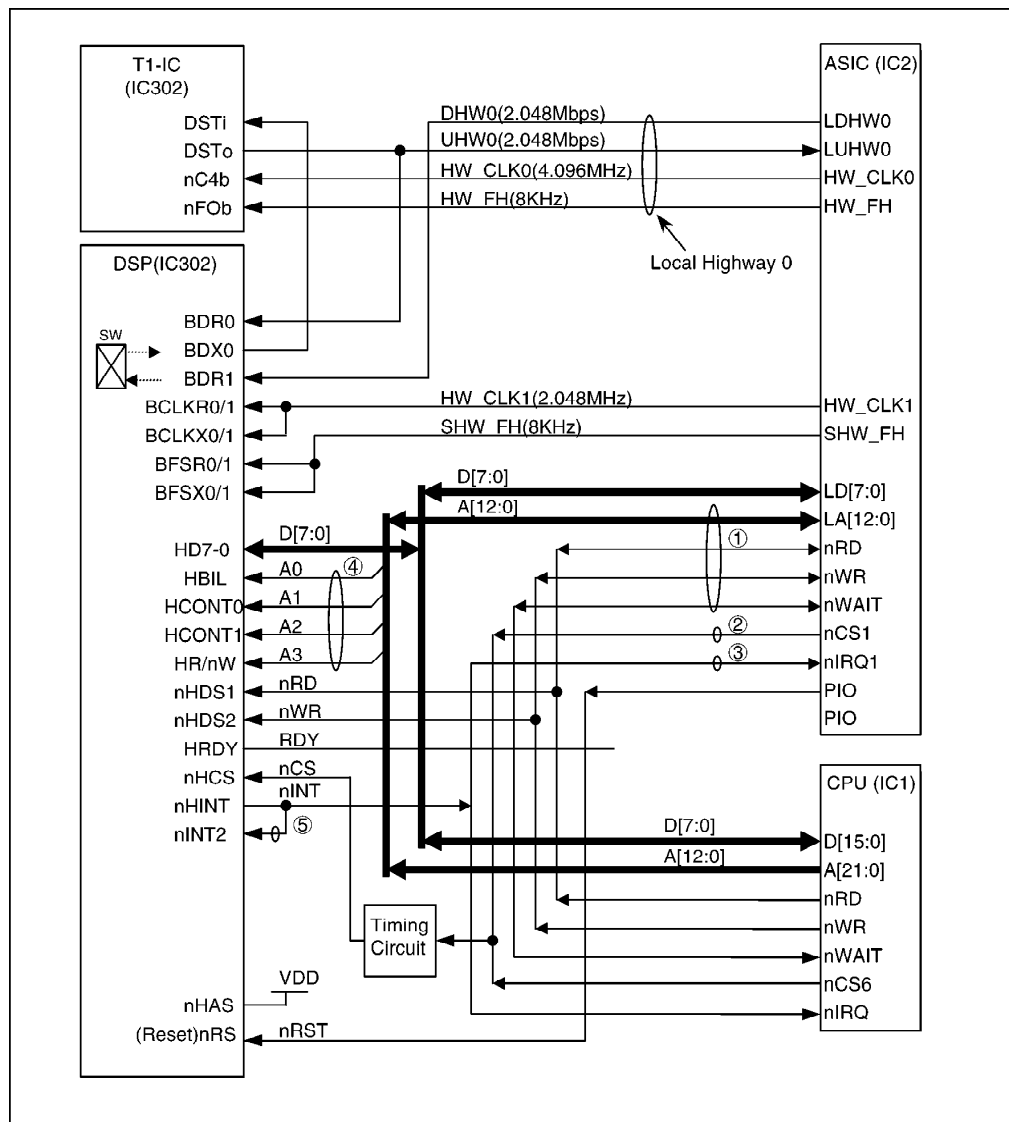 T1-IC
(IC302)
DSTi
DSTo
nC4b
nFOb
DHW0(2.048Mbps)
UHW0(2.048Mbps)
HW_CLK0(4.096MHz)
HW_FH(8KHz)
Local Highway 0
ASIC (IC2)
LDHW0
LUHW0
HW_CLK0
HW_FH
DSP(IC302)
SW
BDR0
BDX0
BDR1
BCLKR0/1
BCLKX0/1
BFSR0/1
BFSX0/1
HW_CLK1(2.048MHz)
SHW_FH(8KHz)
HW_CLK1
SHW_FH
D[7:0]
A[12:0]
LD[7:0]
LA[12:0]
nRD
nWR
nWAIT
nCS1
nIRQ1
PIO
PIO
①
②
③
HD7-0
HBIL
HCONT0
HCONT1
HR/nW
nHDS1
nHDS2
HRDY
nHCS
nHINT
nINT2
D[7:0]
A0
④
A1
A2
A3
nRD
nWR
RDY
nCS
nINT
⑤
CPU (IC1)
D[7:0]
A[12:0]
D[15:0]
A[21:0]
nRD
nWR
nWAIT
nCS6
nIRQ
Timing
Circuit
VDD
nHAS
(Reset)nRS
nRST